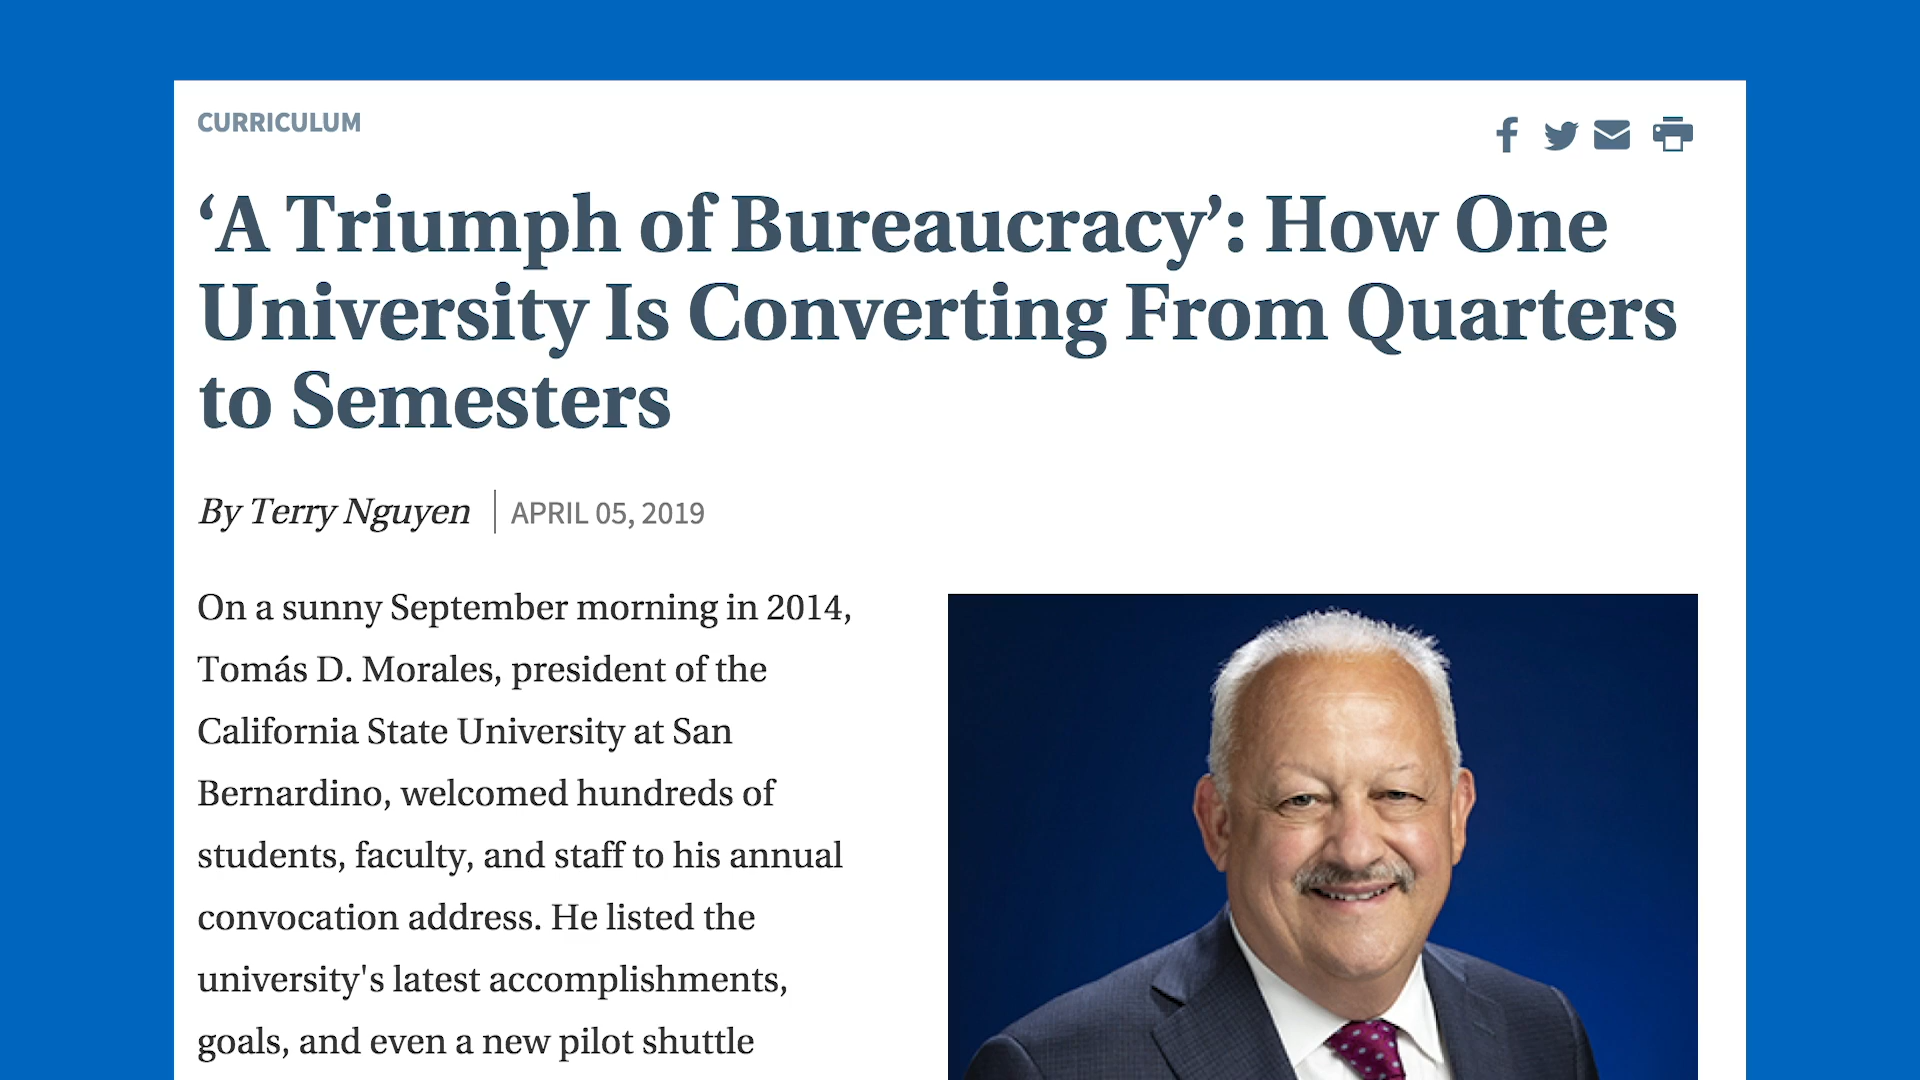 CURRICULUM
‘A Triumph of Bureaucracy’: How One
University Is Converting From Quarters
to Semesters
By Terry Nguyen | APRIL 05, 2019
On a sunny September morning in 2014,
Tomás D. Morales, president of the
California State University at San
Bernardino, welcomed hundreds of
students, faculty, and staff to his annual
convocation address. He listed the
university's latest accomplishments,
goals, and even a new pilot shuttle